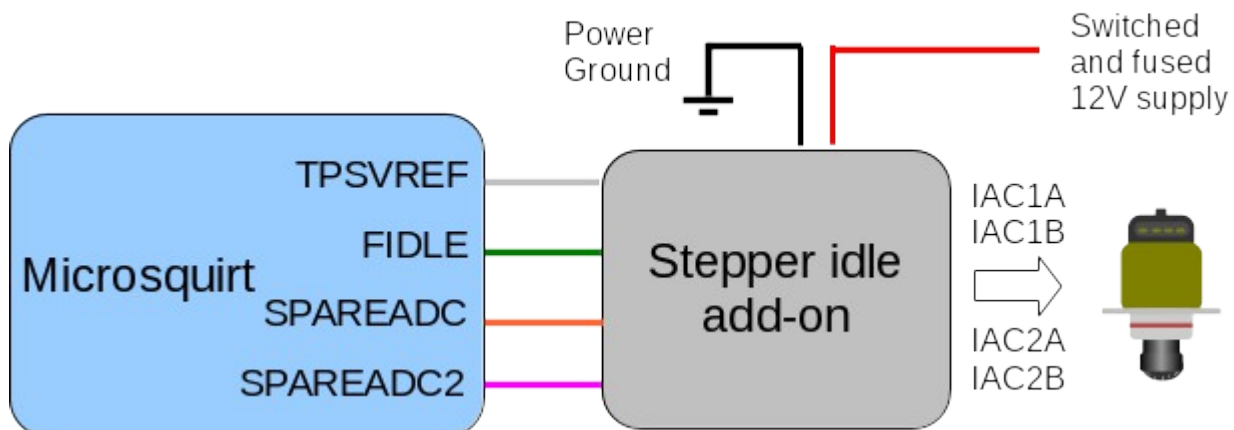 Power
Ground
Switched
and fused
12V supply
Microsquirt
TPSVREF
FIDLE
SPAREADC
SPAREADC2
Stepper idle
add-on
IAC1A
IAC1B
IAC2A
IAC2B